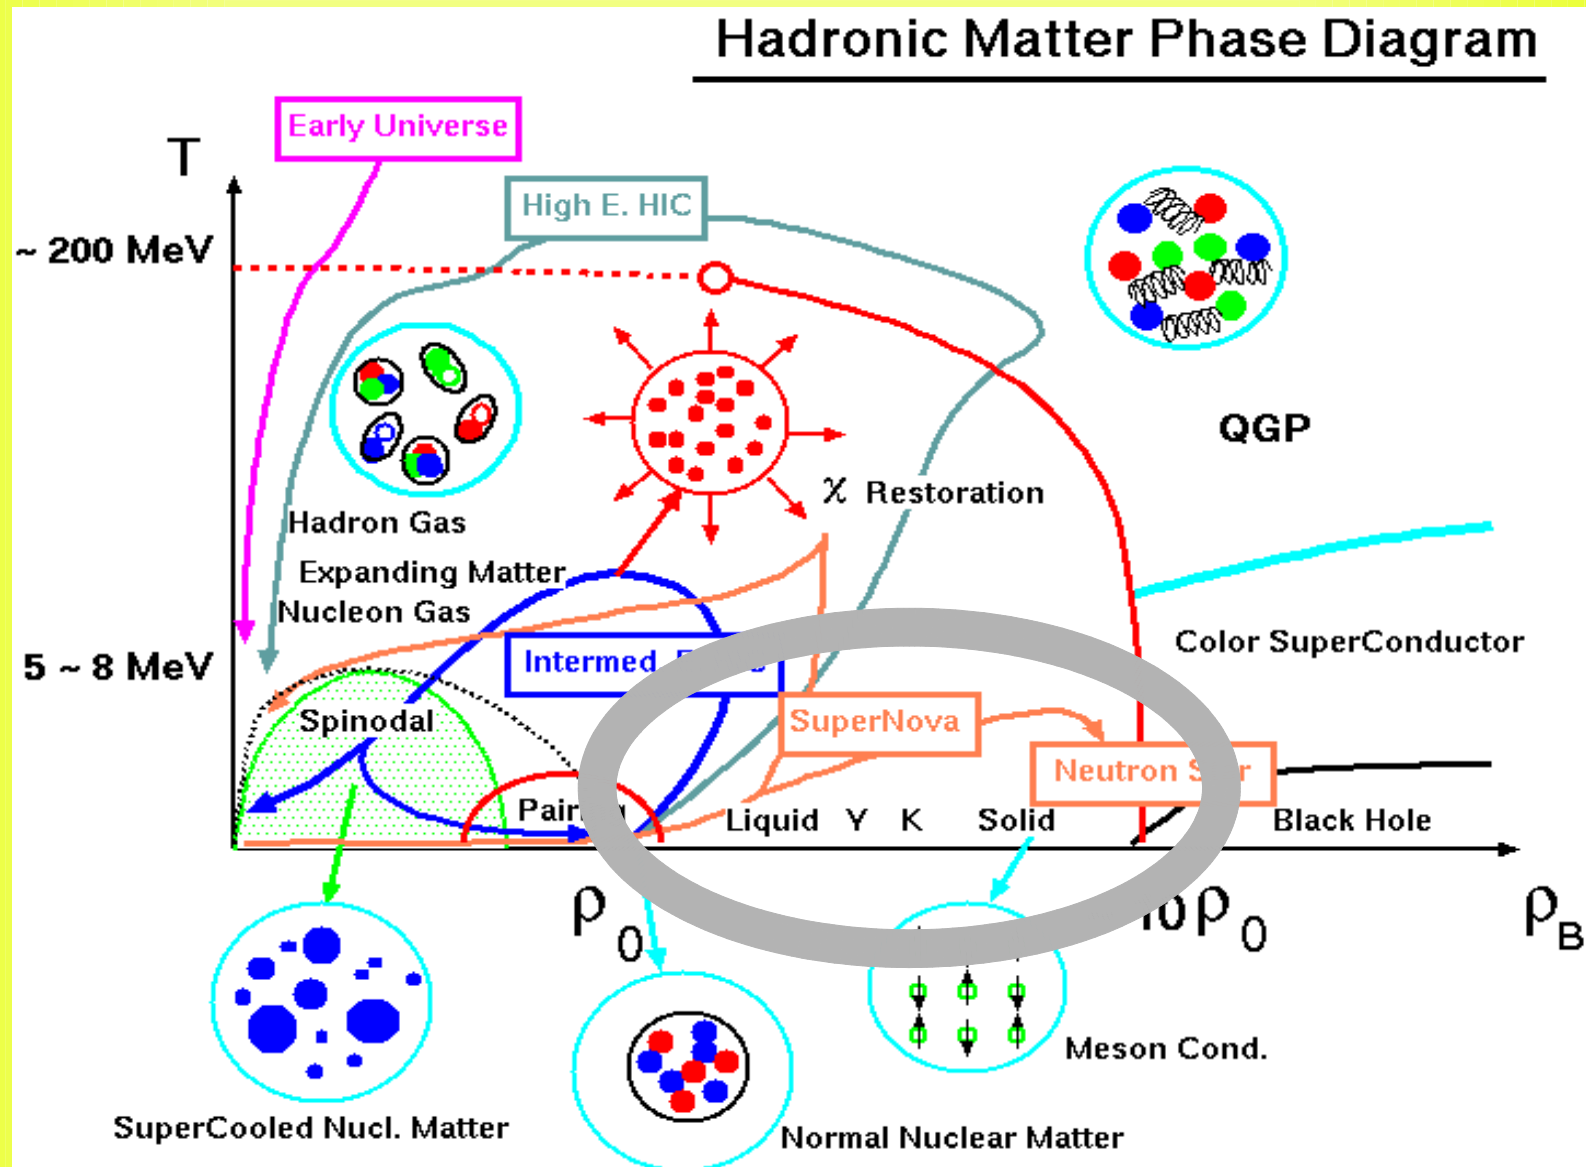 Hadronic Matter Phase Diagram
Early Universe
T
High E. HIC
~ 200 MeV
QGP
χ Restoration
Hadron Gas
Expanding Matter
Nucleon Gas
Color SuperConductor
5 ~ 8 MeV
Intermed.
Spinodal
SuperNova
Neutron
Pairing
Liquid Y K Solid
Black Hole
ρ0
10ρ0
ρB
Meson Cond.
SuperCooled Nucl. Matter
Normal Nuclear Matter